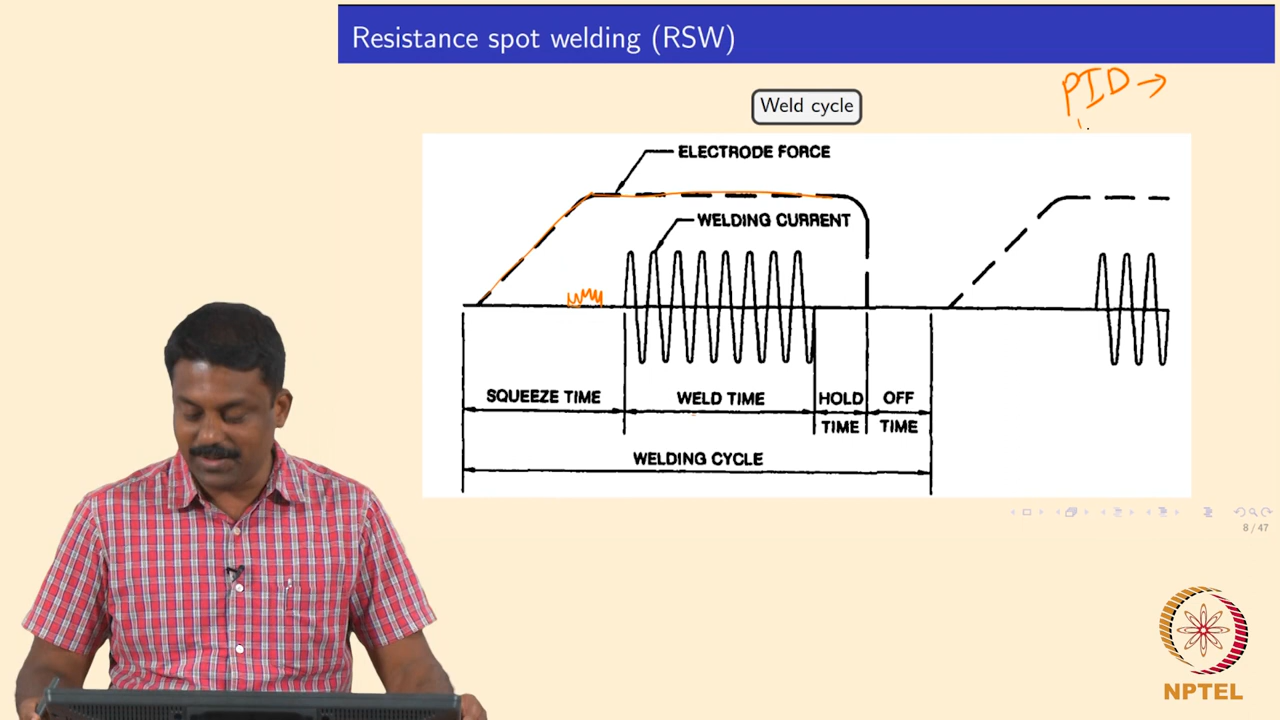 Resistance spot welding (RSW)
PID →
Weld cycle
ELECTRODE FORCE
WELDING CURRENT
SQUEEZE TIME
WELD TIME
HOLD TIME
OFF TIME
WELDING CYCLE
8 / 47
NPTEL